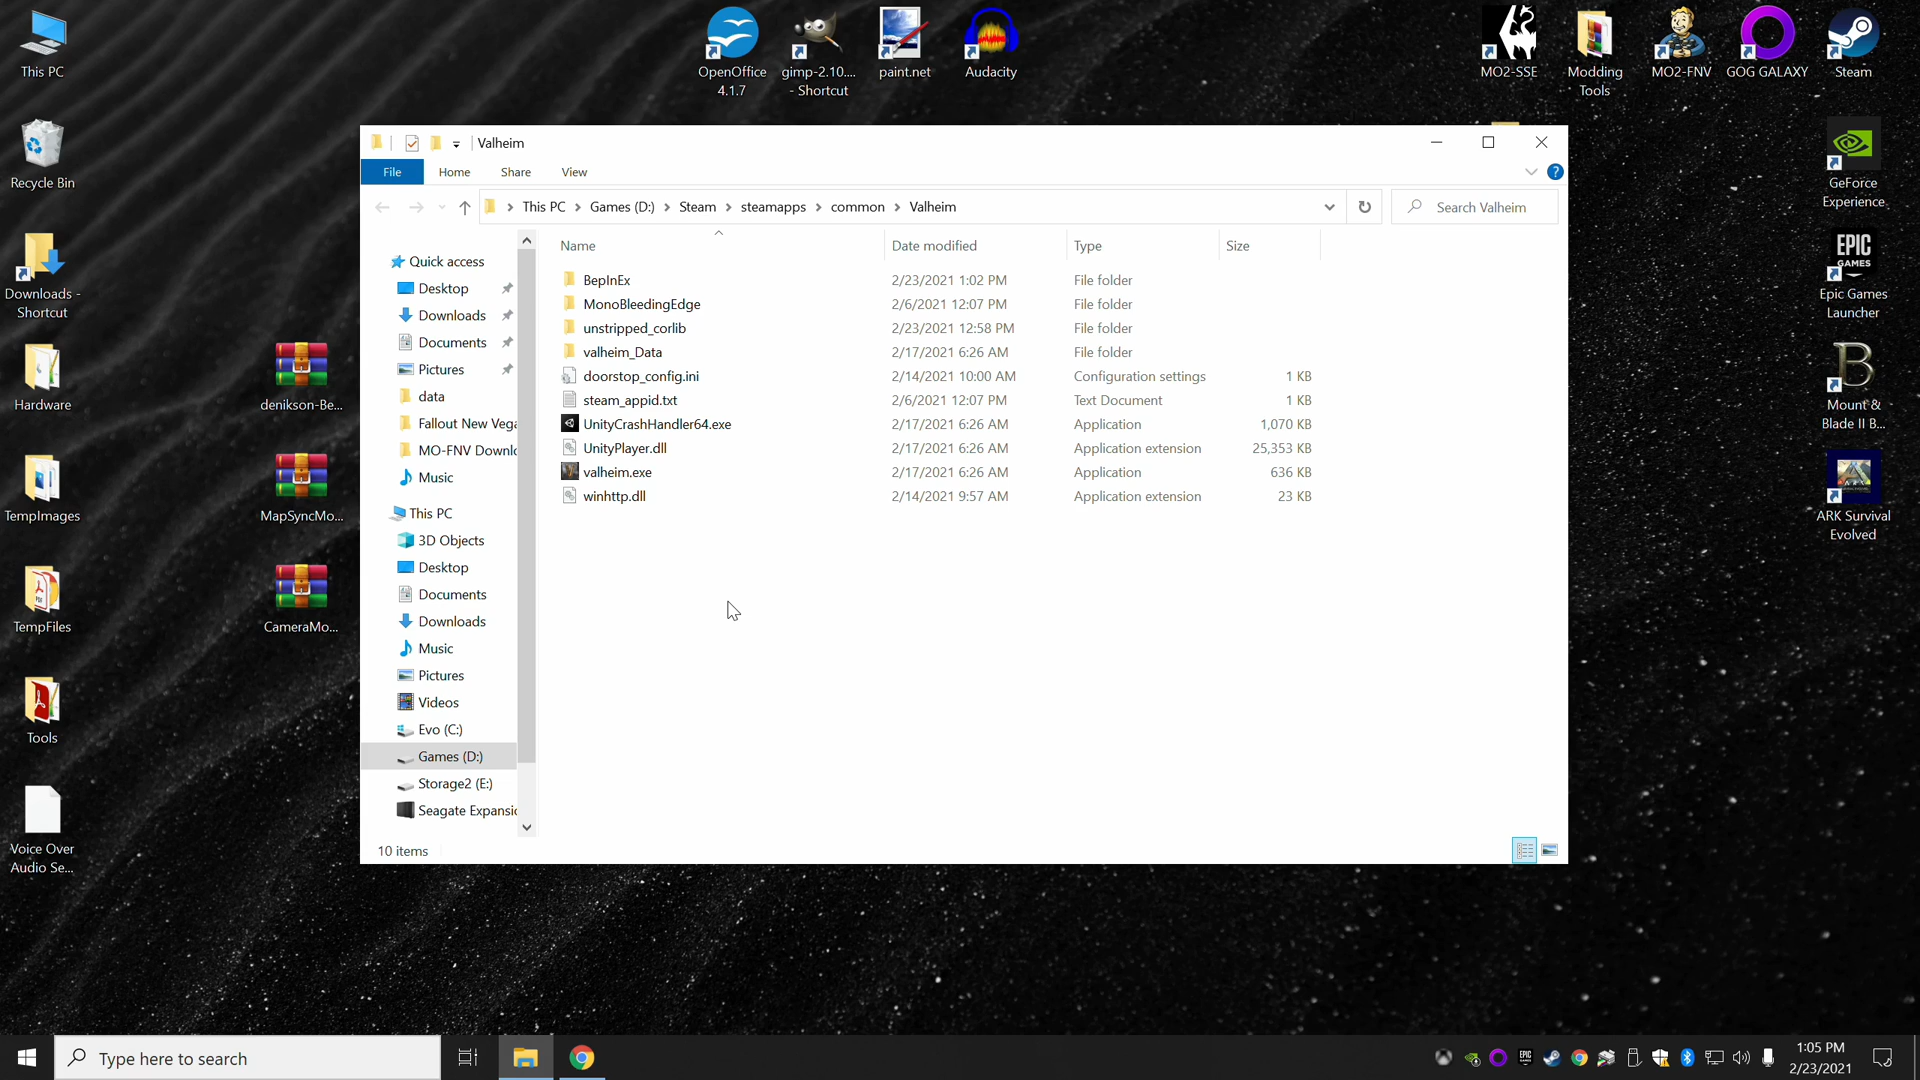 This PC
Recycle Bin
Downloads -
Shortcut
Hardware
TempImages
TempFiles
Tools
Voice Over
Audio Se...
denikson-Be...
MapSyncMo...
CameraMo...
OpenOffice
4.1.7
gimp-2.10....
- Shortcut
paint.net
Audacity
MO2-SSE
Modding
Tools
MO2-FNV
GOG GALAXY
Steam
GeForce
Experience
EPIC
GAMES
Epic Games
Launcher
Mount &
Blade II B...
ARK Survival
Evolved
Valheim
File Home Share View
This PC > Games (D:) > Steam > steamapps > common > Valheim
Search Valheim
Quick access
Desktop
Downloads
Documents
Pictures
data
Fallout New Vega
MO-FNV Downlo
Music
This PC
3D Objects
Desktop
Documents
Downloads
Music
Pictures
Videos
Evo (C:)
Games (D:)
Storage2 (E:)
Seagate Expansio
Name Date modified Type Size
BepInEx 2/23/2021 1:02 PM File folder
MonoBleedingEdge 2/6/2021 12:07 PM File folder
unstripped_corlib 2/23/2021 12:58 PM File folder
valheim_Data 2/17/2021 6:26 AM File folder
doorstop_config.ini 2/14/2021 10:00 AM Configuration settings 1 KB
steam_appid.txt 2/6/2021 12:07 PM Text Document 1 KB
UnityCrashHandler64.exe 2/17/2021 6:26 AM Application 1,070 KB
UnityPlayer.dll 2/17/2021 6:26 AM Application extension 25,353 KB
valheim.exe 2/17/2021 6:26 AM Application 636 KB
winhttp.dll 2/14/2021 9:57 AM Application extension 23 KB
10 items
Type here to search
1:05 PM
2/23/2021